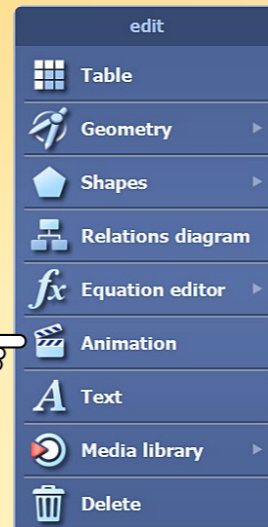 edit
Table
Geometry
Shapes
Relations diagram
Equation editor
Animation
Text
Media library
Delete